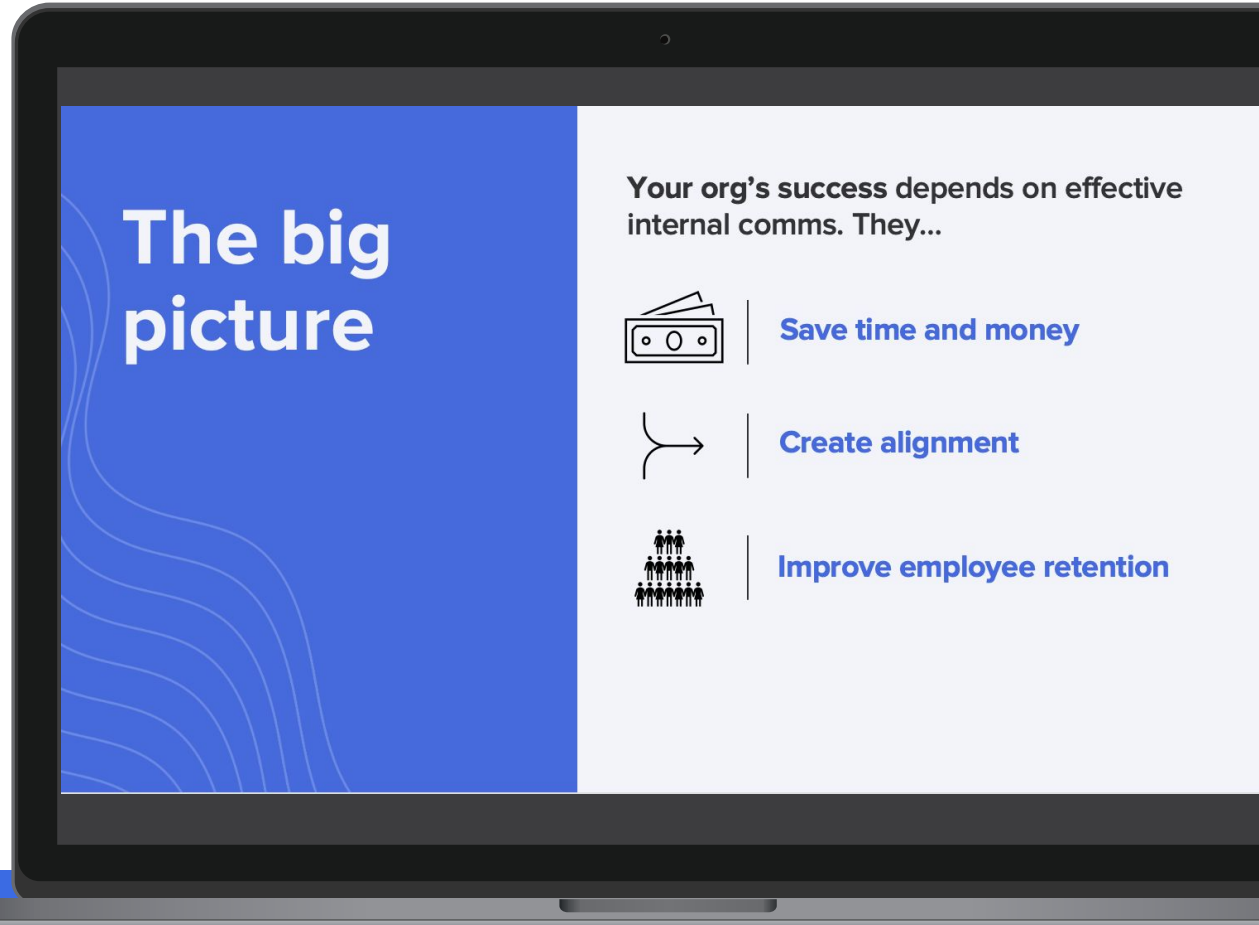 The big
picture
Your org’s success depends on effective
internal comms. They...
Save time and money
Create alignment
Improve employee retention